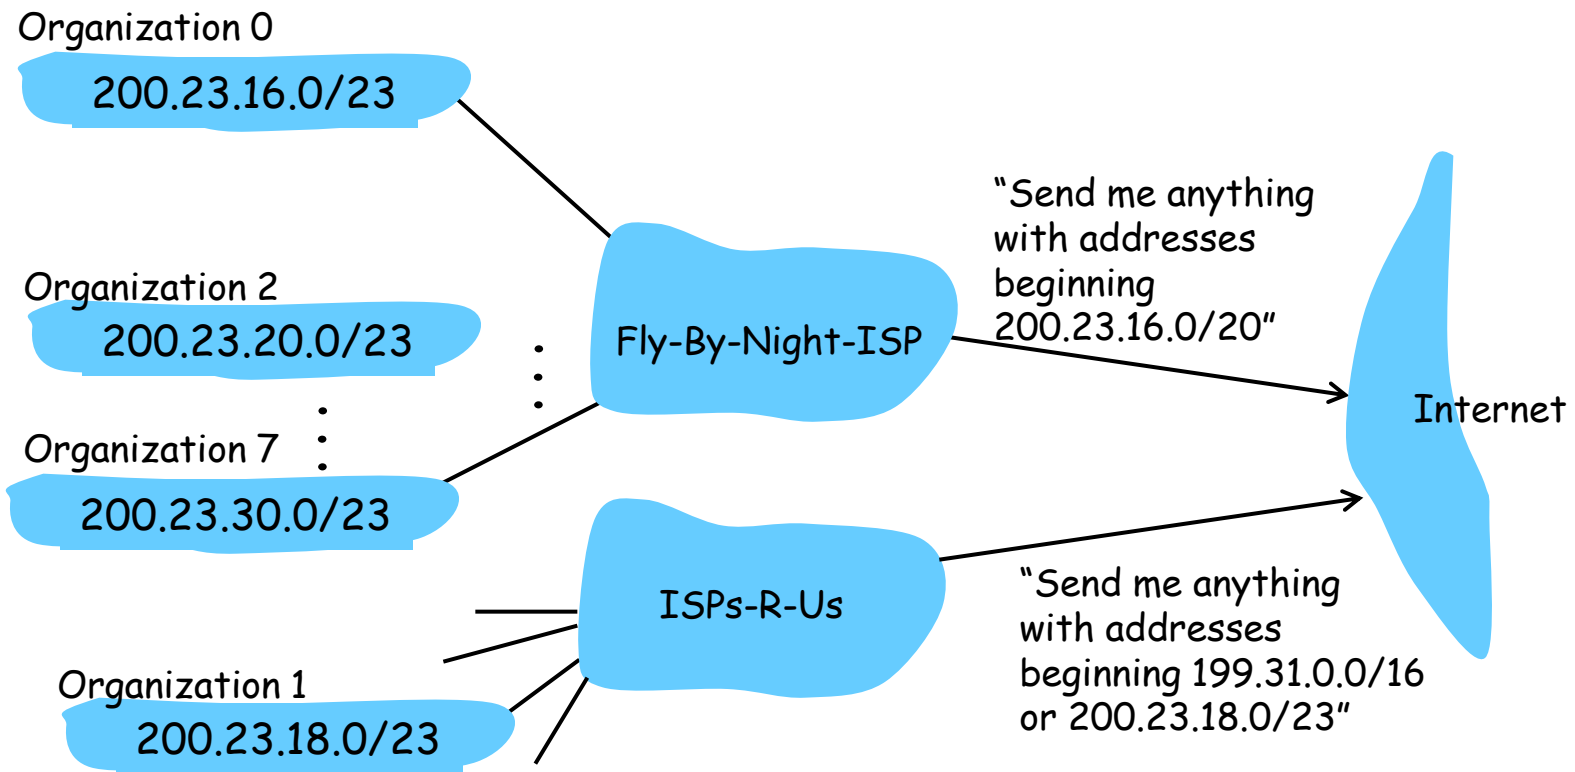 Organization 0
200.23.16.0/23
Organization 2
200.23.20.0/23
Organization 7
200.23.30.0/23
Organization 1
200.23.18.0/23
Fly-By-Night-ISP
ISPs-R-Us
“Send me anything
with addresses
beginning
200.23.16.0/20”
“Send me anything
with addresses
beginning 199.31.0.0/16
or 200.23.18.0/23”
Internet